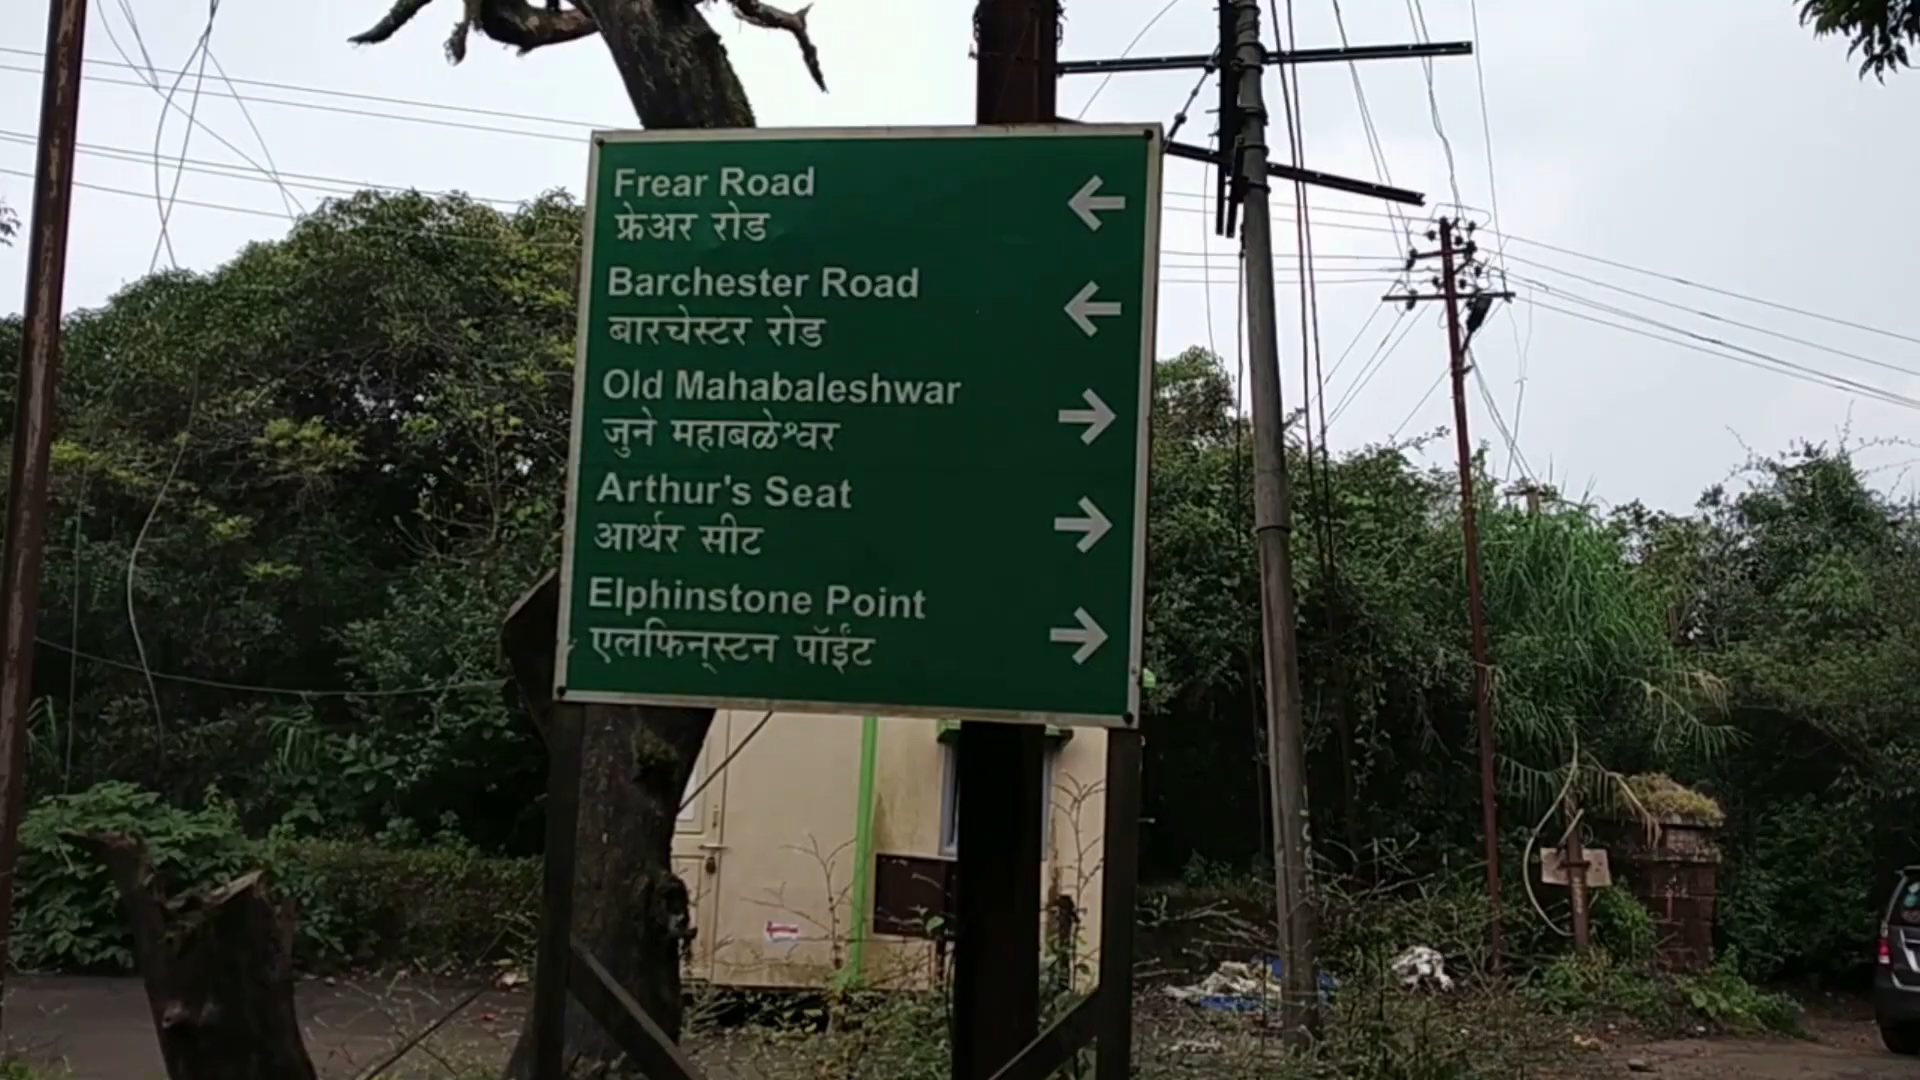 Frear Road
फ्रेअर रोड
Barchester Road
बारचेस्टर रोड
Old Mahabaleshwar
जुने महाबळेश्वर
Arthur's Seat
आर्थर सीट
Elphinstone Point
एलफिन्‌स्टन पॉईंट